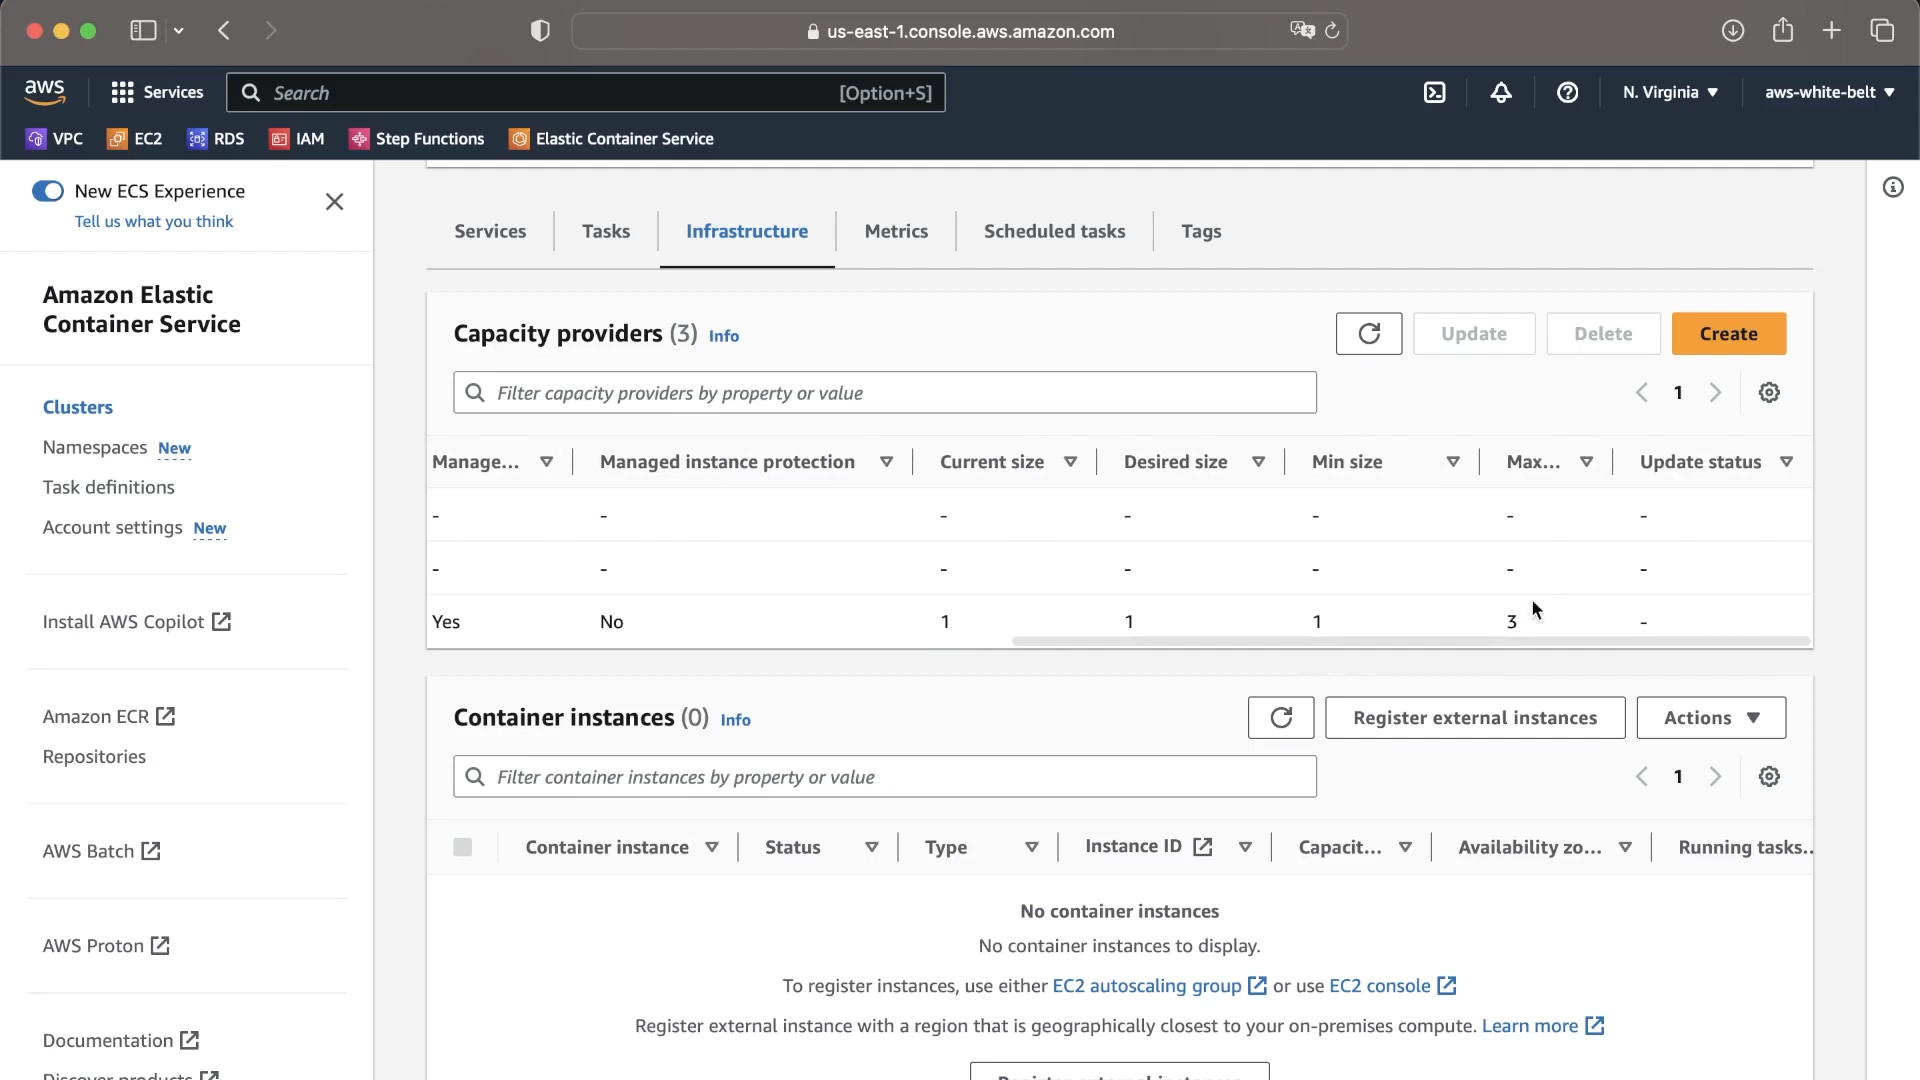 us-east-1.console.aws.amazon.com
aws
Services
Search
[Option+S]
N. Virginia
aws-white-belt
VPC
EC2
RDS
IAM
Step Functions
Elastic Container Service
New ECS Experience
Tell us what you think
Amazon Elastic
Container Service
Clusters
Namespaces New
Task definitions
Account settings New
Install AWS Copilot
Amazon ECR
Repositories
AWS Batch
AWS Proton
Documentation
Discover products
Services
Tasks
Infrastructure
Metrics
Scheduled tasks
Tags
Capacity providers (3) Info
Update
Delete
Create
Filter capacity providers by property or value
1
Manage... Managed instance protection Current size Desired size Min size Max... Update status
- - - - - - -
- - - - - - -
Yes No 1 1 1 3 -
Container instances (0) Info
Register external instances
Actions
Filter container instances by property or value
1
Container instance Status Type Instance ID Capacit... Availability zo... Running tasks..
No container instances
No container instances to display.
To register instances, use either EC2 autoscaling group or use EC2 console
Register external instance with a region that is geographically closest to your on-premises compute. Learn more
Register external instances